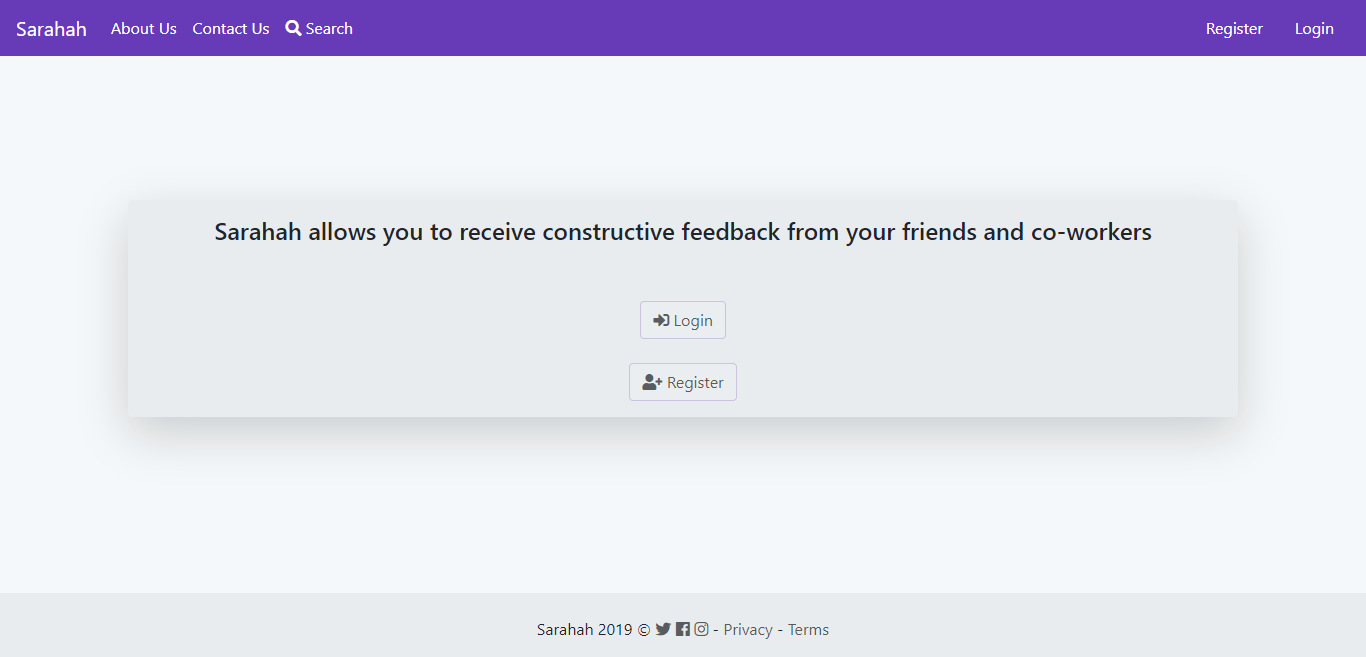 Sarahah About Us Contact Us Search Register Login
Sarahah allows you to receive constructive feedback from your friends and co-workers
Login
Register
Sarahah 2019 © - Privacy - Terms